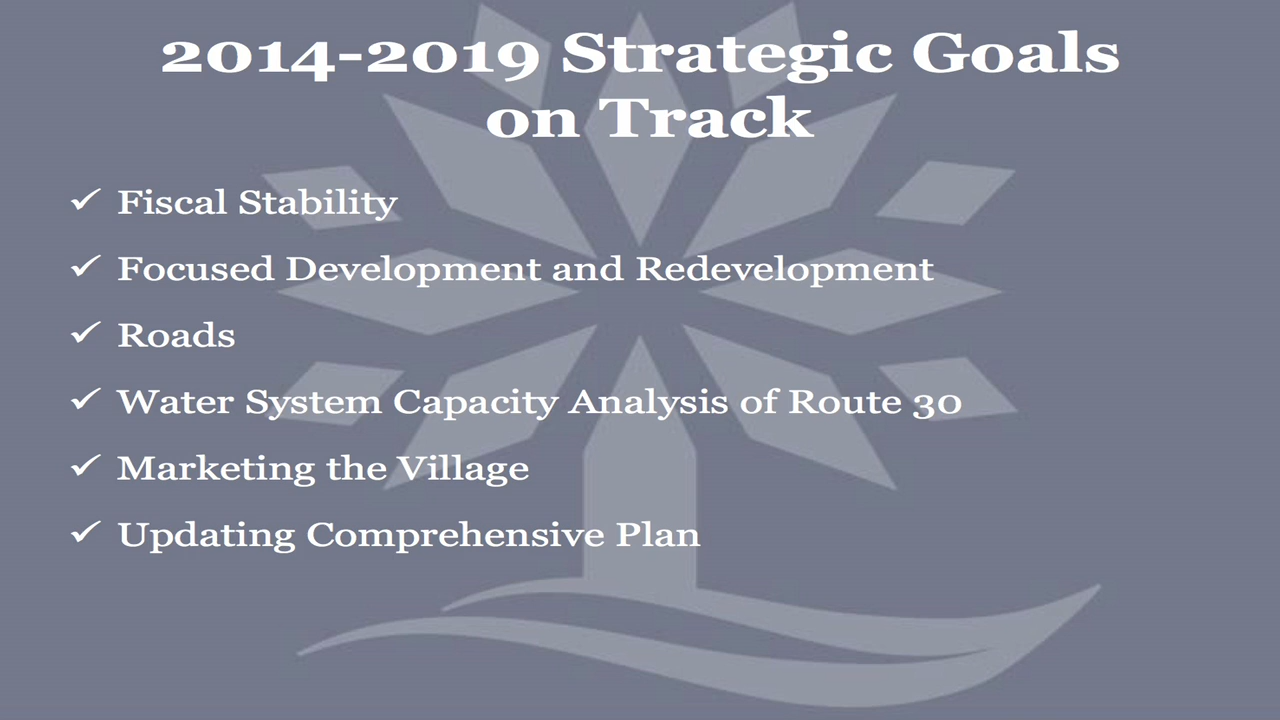 2014-2019 Strategic Goals
on Track
✓ Fiscal Stability
✓ Focused Development and Redevelopment
✓ Roads
✓ Water System Capacity Analysis of Route 30
✓ Marketing the Village
✓ Updating Comprehensive Plan